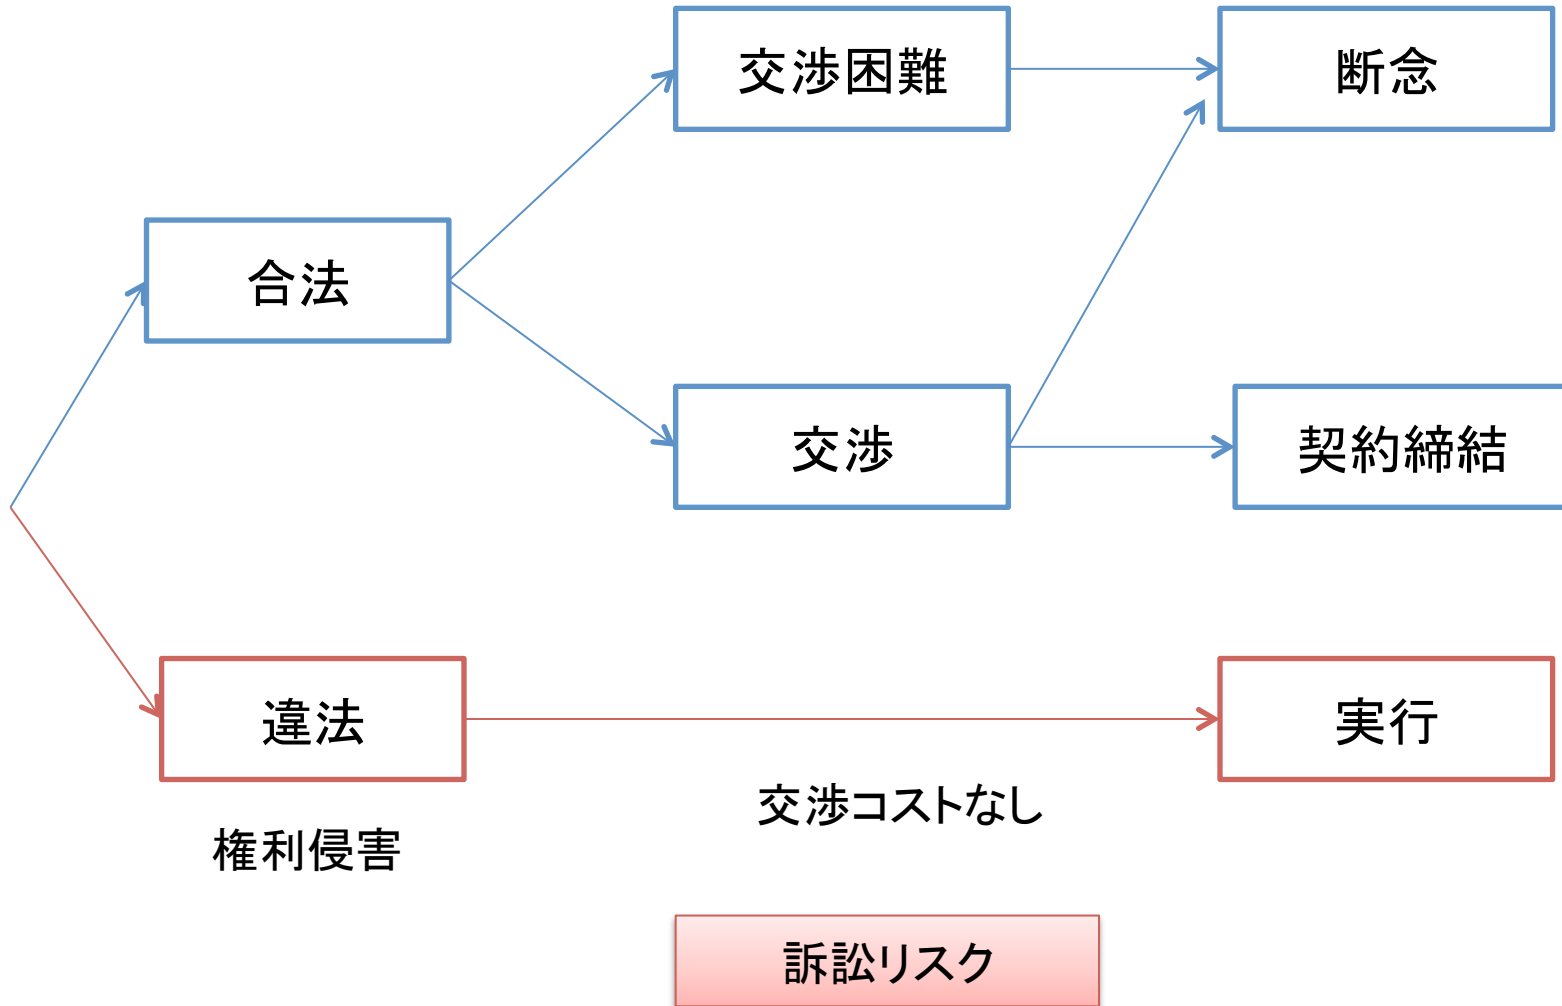 交渉困難
断念
合法
交渉
契約締結
違法
実行
交渉コストなし
権利侵害
訴訟リスク